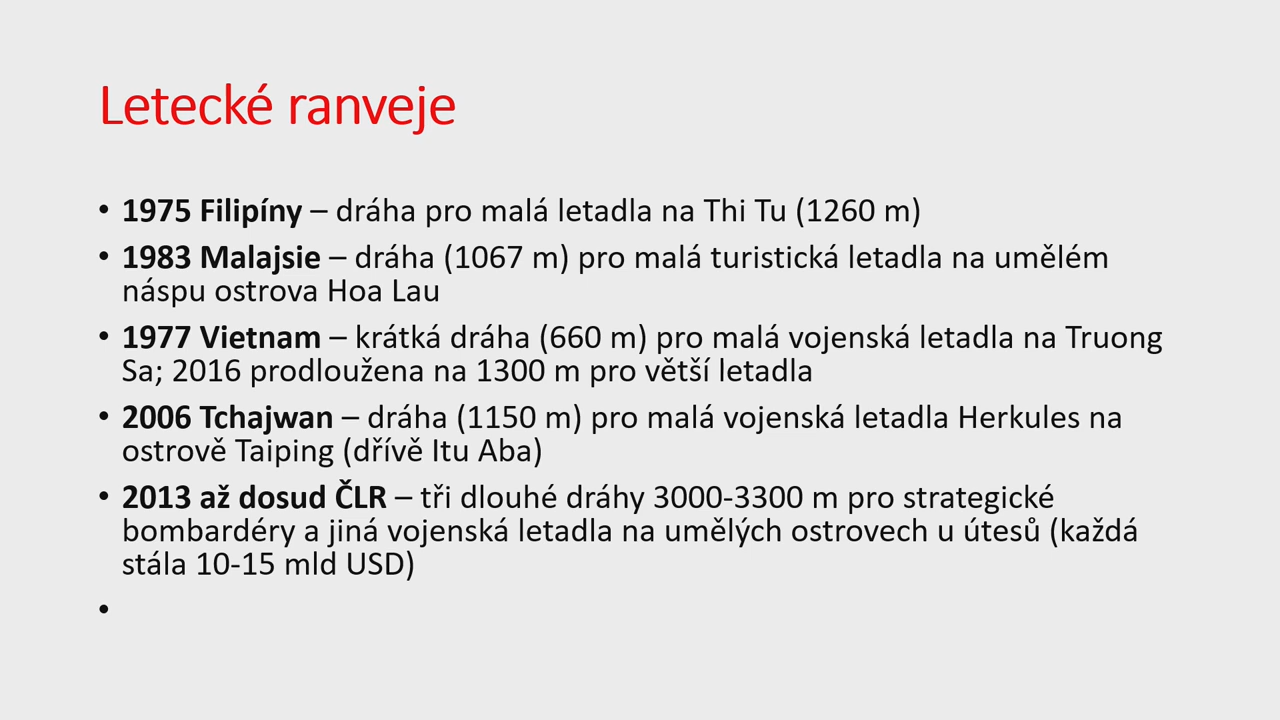 Letecké ranveje
• 1975 Filipíny – dráha pro malá letadla na Thi Tu (1260 m)
• 1983 Malajsie – dráha (1067 m) pro malá turistická letadla na umělém
náspu ostrova Hoa Lau
• 1977 Vietnam – krátká dráha (660 m) pro malá vojenská letadla na Truong
Sa; 2016 prodloužena na 1300 m pro větší letadla
• 2006 Tchajwan – dráha (1150 m) pro malá vojenská letadla Herkules na
ostrově Taiping (dřívě Itu Aba)
• 2013 až dosud ČLR – tři dlouhé dráhy 3000-3300 m pro strategické
bombardéry a jiná vojenská letadla na umělých ostrovech u útesů (každá
stála 10-15 mld USD)
•